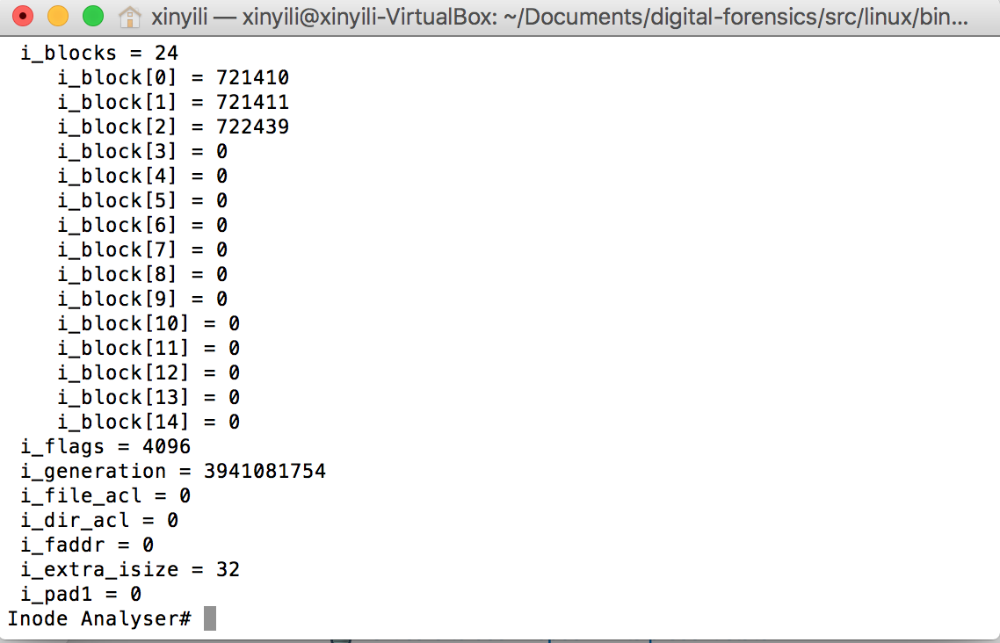 xinyili — xinyili@xinyili-VirtualBox: ~/Documents/digital-forensics/src/linux/bin...
i_blocks = 24
i_block[0] = 721410
i_block[1] = 721411
i_block[2] = 722439
i_block[3] = 0
i_block[4] = 0
i_block[5] = 0
i_block[6] = 0
i_block[7] = 0
i_block[8] = 0
i_block[9] = 0
i_block[10] = 0
i_block[11] = 0
i_block[12] = 0
i_block[13] = 0
i_block[14] = 0
i_flags = 4096
i_generation = 3941081754
i_file_acl = 0
i_dir_acl = 0
i_faddr = 0
i_extra_isize = 32
i_pad1 = 0
Inode Analyser#